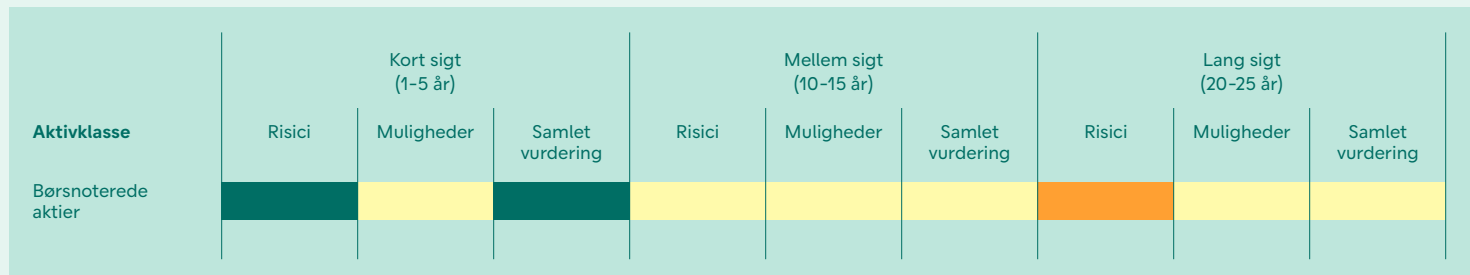 Kort sigt
(1-5 år)
Mellem sigt
(10-15 år)
Lang sigt
(20-25 år)
Aktivklasse
Risici
Muligheder
Samlet
vurdering
Risici
Muligheder
Samlet
vurdering
Risici
Muligheder
Samlet
vurdering
Børsnoterede
aktier